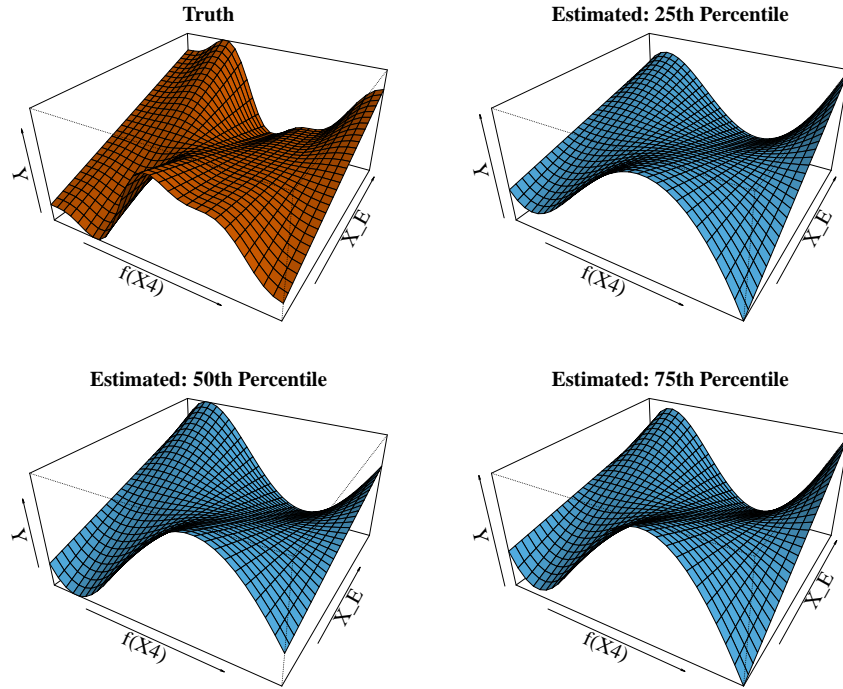 Truth
Y
f(X4)
X_E
Estimated: 25th Percentile
Y
f(X4)
X_E
Estimated: 50th Percentile
Y
f(X4)
X_E
Estimated: 75th Percentile
Y
f(X4)
X_E